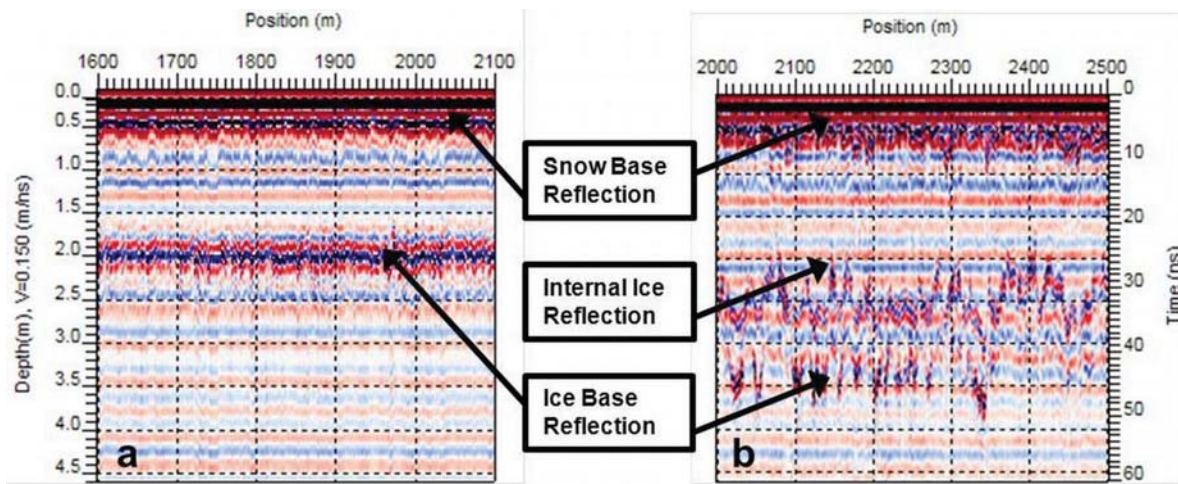 Position (m)
1600 1700 1800 1900 2000 2100
0.0
0.5
1.0
1.5
2.0
2.5
3.0
3.5
4.0
4.5
Depth(m), V=0.150 (m/ns)
a
Snow Base
Reflection
Internal Ice
Reflection
Ice Base
Reflection
Position (m)
2000 2100 2200 2300 2400 2500
0
10
20
30
40
50
60
Time (ns)
b